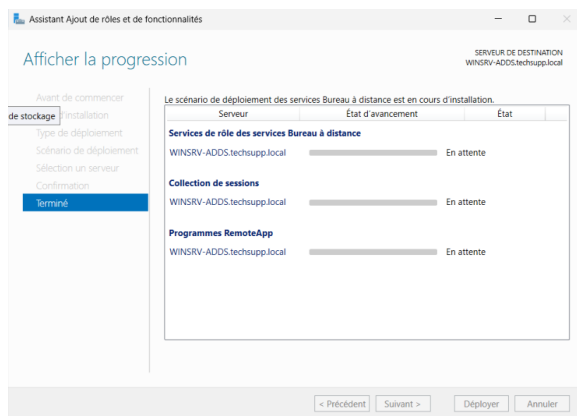 Assistant Ajout de rôles et de fonctionnalités
Afficher la progression
SERVEUR DE DESTINATION
WINSRV-ADDS.techsupp.local
Avant de commencer
de stockage
d'installation
Type de déploiement
Scénario de déploiement
Sélection un serveur
Confirmation
Terminé
Le scénario de déploiement des services Bureau à distance est en cours d'installation.
Serveur État d'avancement État
Services de rôle des services Bureau à distance
WINSRV-ADDS.techsupp.local En attente
Collection de sessions
WINSRV-ADDS.techsupp.local En attente
Programmes RemoteApp
WINSRV-ADDS.techsupp.local En attente
< Précédent Suivant > Déployer Annuler